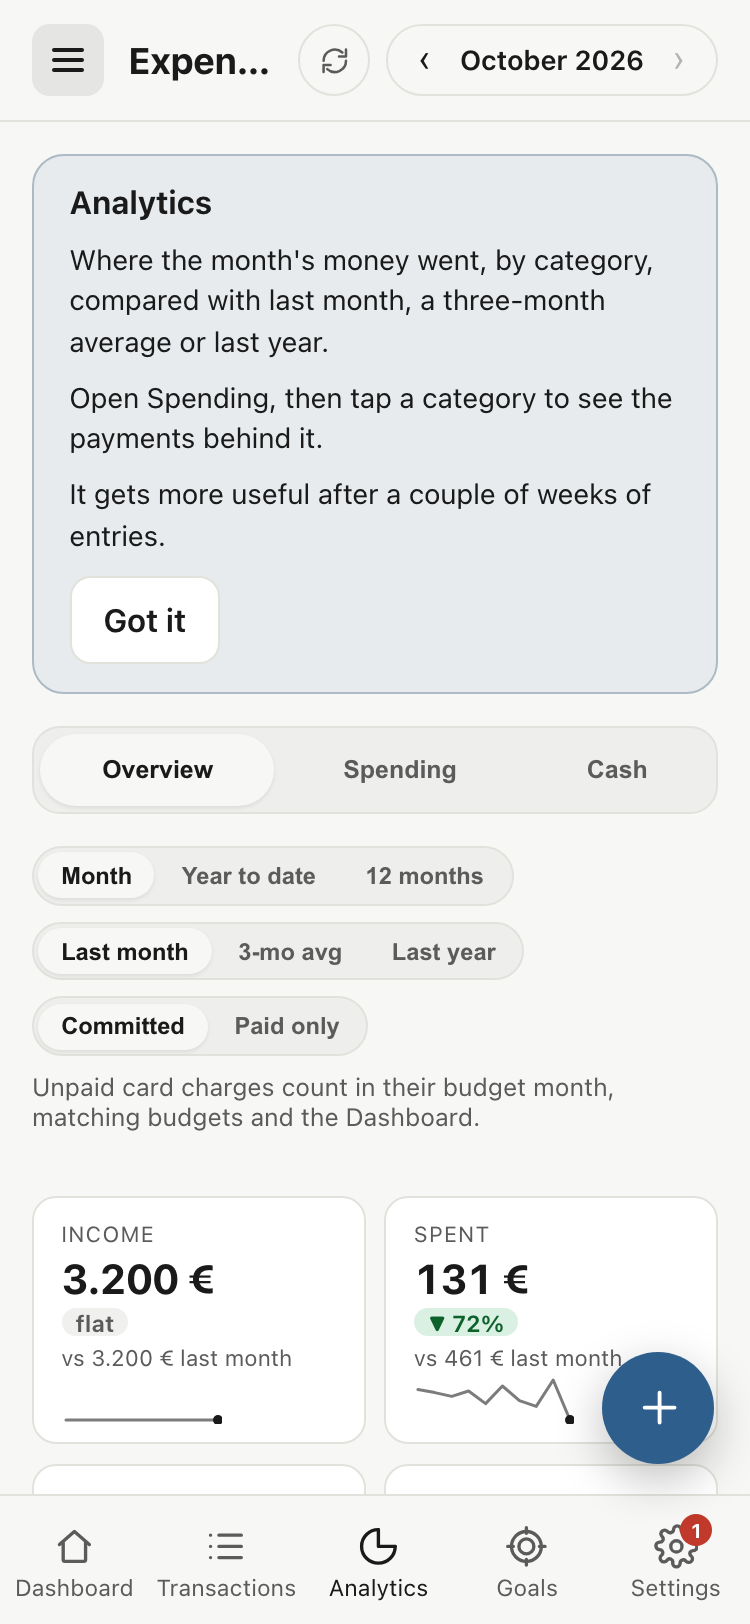 Expen...
‹ October 2026 ›
Analytics
Where the month's money went, by category,
compared with last month, a three-month
average or last year.
Open Spending, then tap a category to see the
payments behind it.
It gets more useful after a couple of weeks of
entries.
Got it
Overview Spending Cash
Month Year to date 12 months
Last month 3-mo avg Last year
Committed Paid only
Unpaid card charges count in their budget month,
matching budgets and the Dashboard.
INCOME
3.200 €
flat
vs 3.200 € last month
SPENT
131 €
▼ 72%
vs 461 € last month
+
1
Dashboard Transactions Analytics Goals Settings